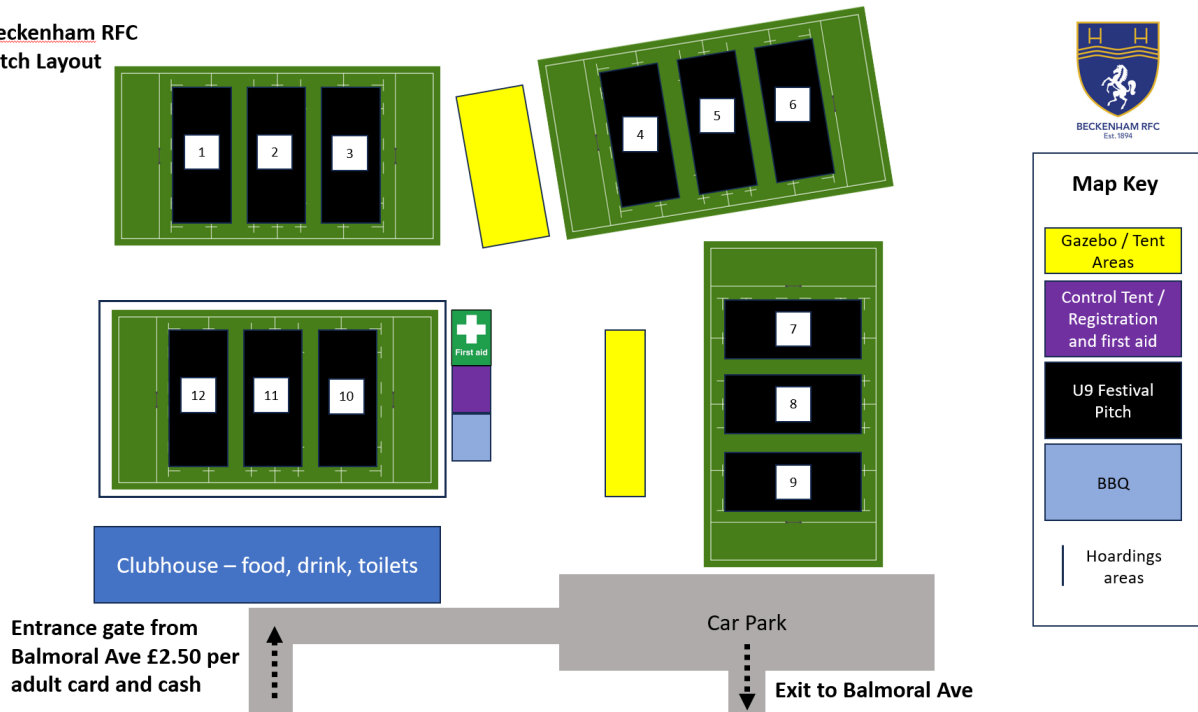 eckenham RFC
itch Layout
1
2
3
4
5
6
BECKENHAM RFC
Est.1894
Map Key
Gazebo / Tent
Areas
Control Tent /
Registration
and first aid
U9 Festival
Pitch
BBQ
Hoardings
areas
7
8
9
First aid
12
11
10
Clubhouse – food, drink, toilets
Entrance gate from
Balmoral Ave £2.50 per
adult card and cash
Car Park
Exit to Balmoral Ave